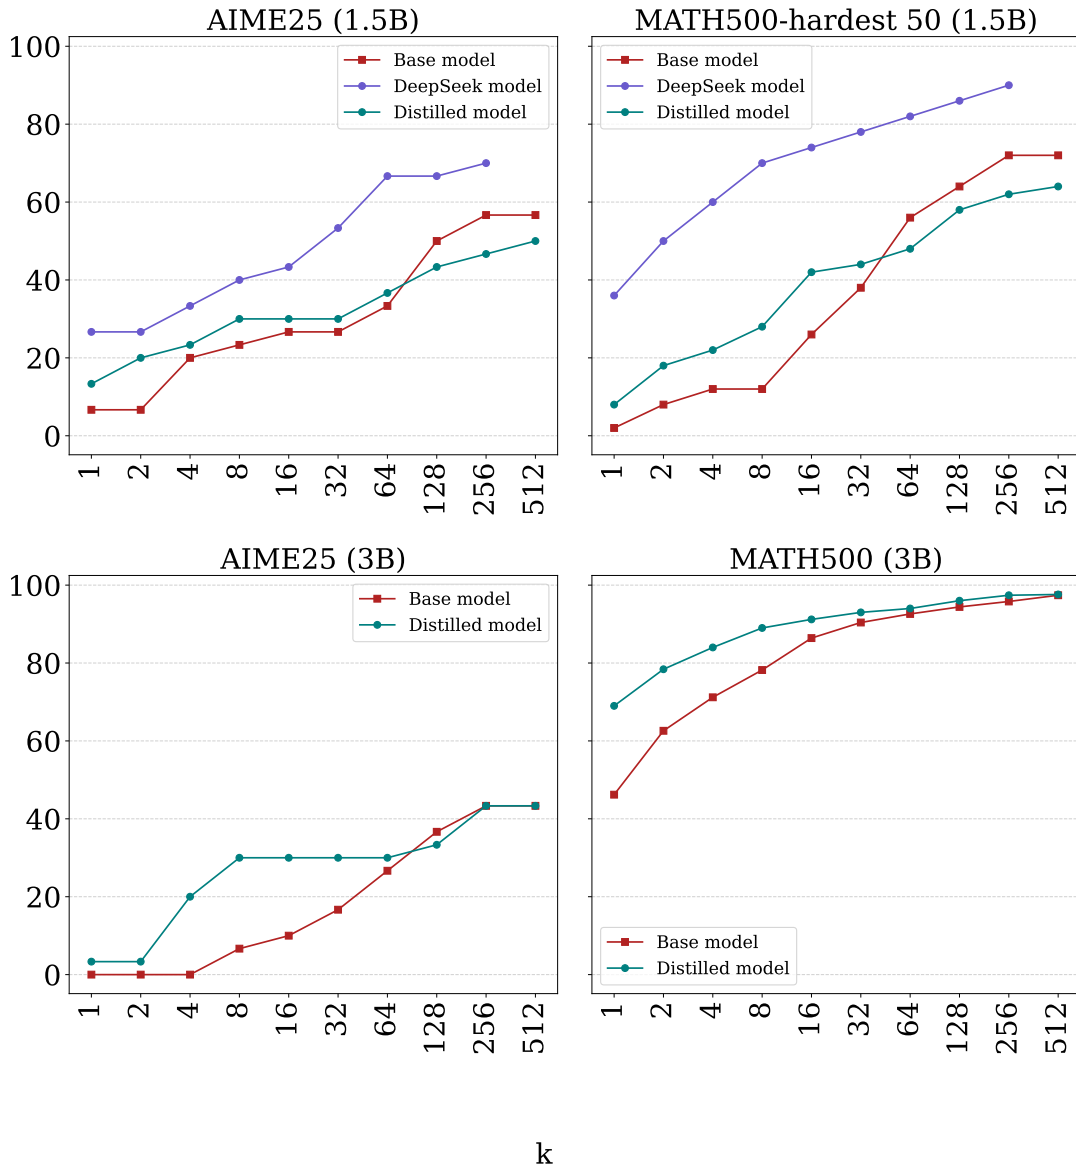 AIME25 (1.5B)
100
80
60
40
20
0
Base model
DeepSeek model
Distilled model
1 2 4 8 16 32 64 128 256 512
MATH500-hardest 50 (1.5B)
Base model
DeepSeek model
Distilled model
1 2 4 8 16 32 64 128 256 512
AIME25 (3B)
100
80
60
40
20
0
Base model
Distilled model
1 2 4 8 16 32 64 128 256 512
MATH500 (3B)
Base model
Distilled model
1 2 4 8 16 32 64 128 256 512
k